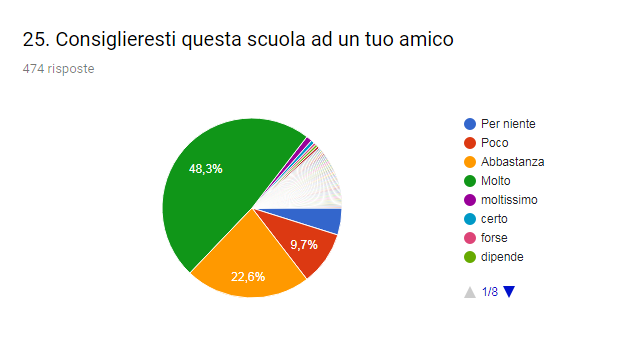 25. Consiglieresti questa scuola ad un tuo amico
474 risposte
48,3%
9,7%
22,6%
Per niente
Poco
Abbastanza
Molto
moltissimo
certo
forse
dipende
1/8